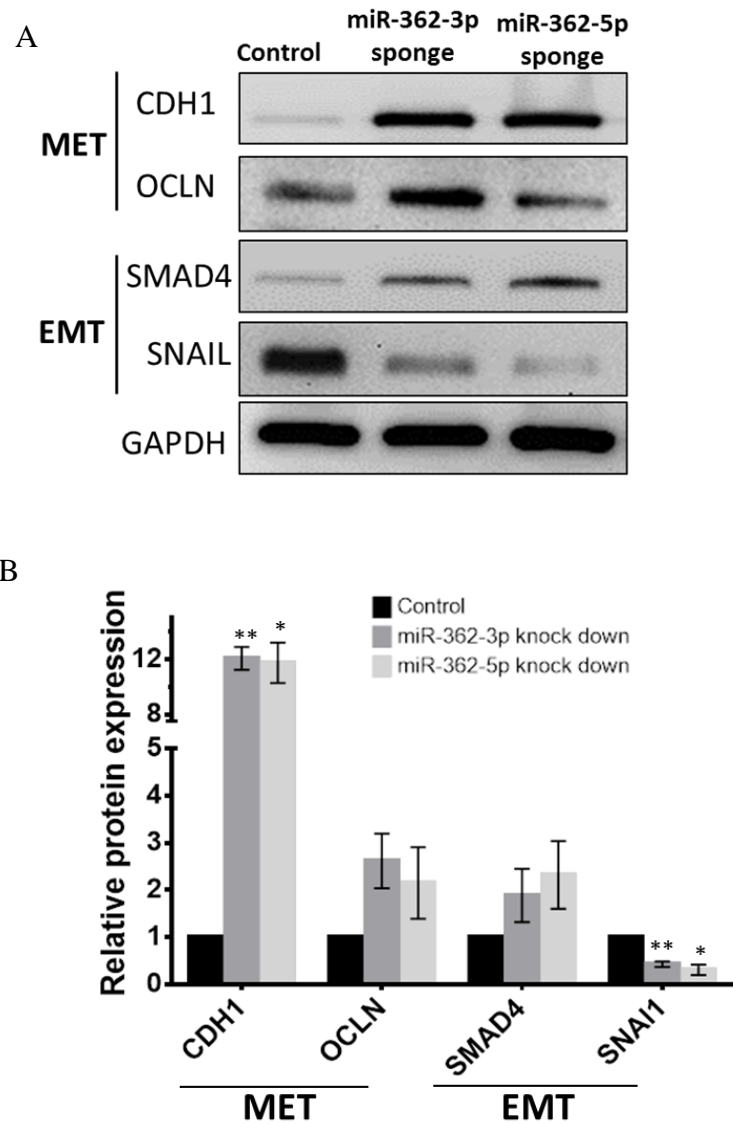 A
Control
miR-362-3p
sponge
miR-362-5p
sponge
MET
CDH1
OCLN
EMT
SMAD4
SNAIL
GAPDH
B
Relative protein expression
12
8
5
4
3
2
1
0
Control
miR-362-3p knock down
miR-362-5p knock down
** *
** *
CDH1
OCLN
SMAD4
SNAI1
MET
EMT